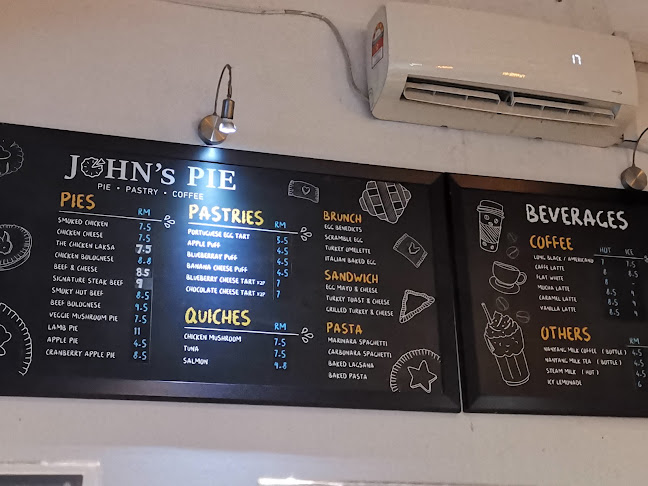 JOHN'S PIE
PIE • PASTRY • COFFEE
PIES RM
SMOKED CHICKEN 7.5
CHICKEN CHEESE 7.5
THE CHICKEN LAKSA 7.5
CHICKEN BOLOGNESE 8.8
BEEF & CHEESE 8.5
SIGNATURE STEAK BEEF 9
SMOKY HOT BEEF 8.5
BEEF BOLOGNESE 9.5
VEGGIE MUSHROOM PIE 7.5
LAMB PIE 11
APPLE PIE 4.5
CRANBERRY APPLE PIE 8.5
PASTRIES RM
PORTUGUESE EGG TART 5.5
APPLE PUFF 4.5
BLUEBERRAY PUFF 4.5
BANANA CHEESE PUFF 4.5
BLUEBERRY CHEESE TART 7
CHOCOLATE CHEESE TART 7
QUICHES RM
CHICKEN MUSHROOM 7.5
TUNA 7.5
SALMON 9.8
BRUNCH
EGG BENEDICTS
SCRAMBLE EGG
TURKEY OMELETTE
ITALIAN BAKED EGG
SANDWICH
EGG MAYO & CHEESE
TURKEY TOAST & CHEESE
GRILLED TURKEY & CHEESE
PASTA
MARINARA SPAGHETTI
CARBONARA SPAGHETTI
BAKED LAGSANA
BAKED PASTA
BEVERAGES
COFFEE HOT ICE
LONG BLACK / AMERICANO 7 7.5
CAFFE LATTE 8 8.5
FLAT WHITE 8 -
MOCHA LATTE
CARAMEL LATTE
VANILLA LATTE
OTHERS RM
NANYANG MILK COFFEE ( BOTTLE ) 4.5
NANYANG MILK TEA ( BOTTLE ) 4.5
STEAM MILK ( HOT ) 4.5
ICY LEMONADE 6
17